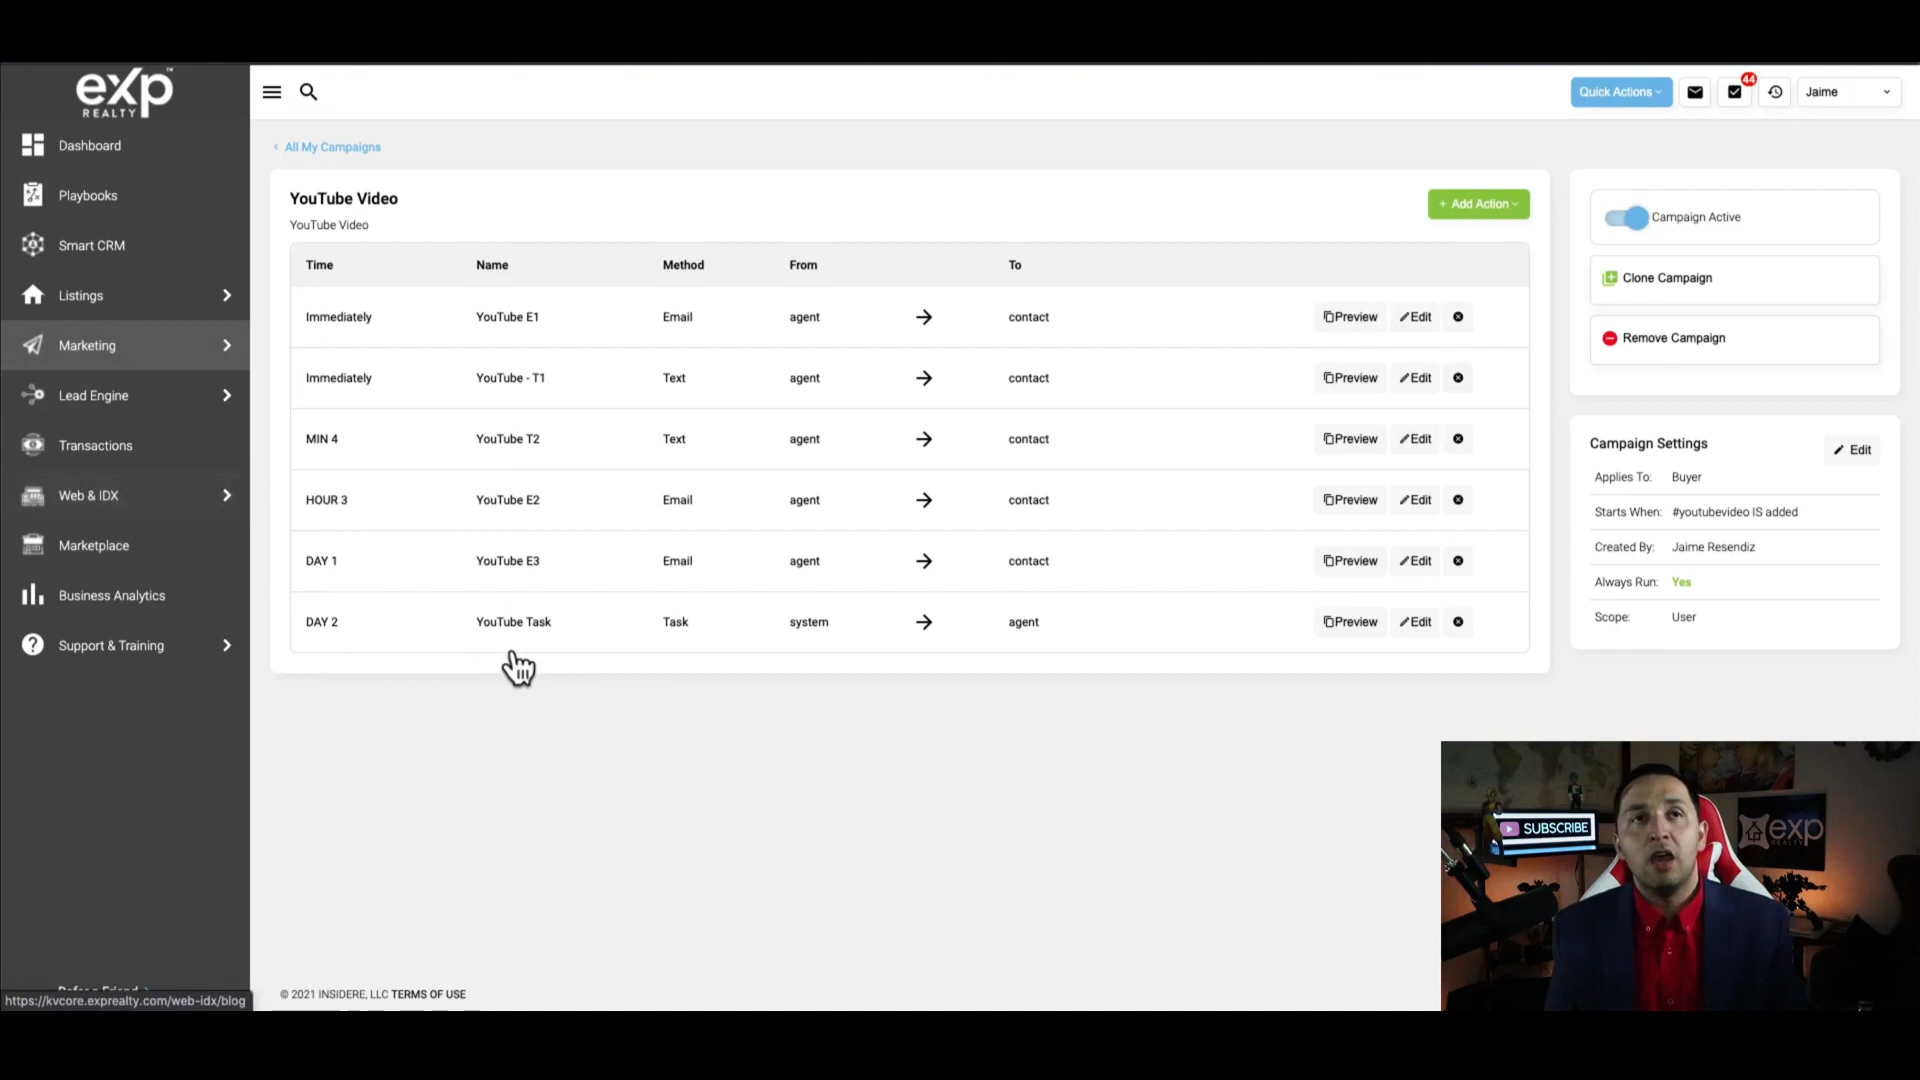 eXp™
REALTY
Quick Actions
44
Jaime
Dashboard
Playbooks
Smart CRM
Listings
Marketing
Lead Engine
Transactions
Web & IDX
Marketplace
Business Analytics
Support & Training
Refer a Friend
https://kvcore.exprealty.com/web-idx/blog
‹ All My Campaigns
YouTube Video
YouTube Video
+ Add Action
Time Name Method From To
Immediately YouTube E1 Email agent → contact Preview Edit
Immediately YouTube - T1 Text agent → contact Preview Edit
MIN 4 YouTube T2 Text agent → contact Preview Edit
HOUR 3 YouTube E2 Email agent → contact Preview Edit
DAY 1 YouTube E3 Email agent → contact Preview Edit
DAY 2 YouTube Task Task system → agent Preview Edit
Campaign Active
Clone Campaign
Remove Campaign
Campaign Settings Edit
Applies To: Buyer
Starts When: #youtubevideo IS added
Created By: Jaime Resendiz
Always Run: Yes
Scope: User
SUBSCRIBE
exp
REALTY
© 2021 INSIDERE, LLC TERMS OF USE